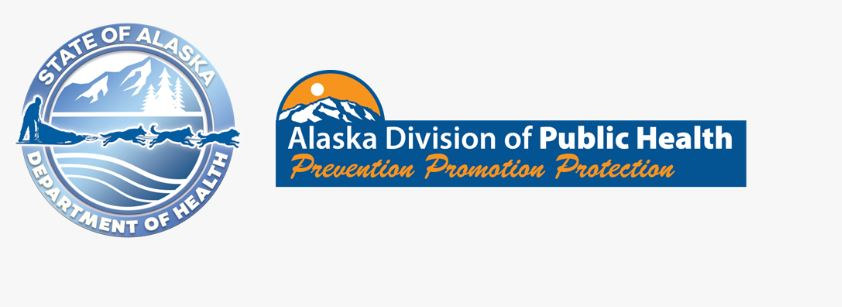 STATE OF ALASKA
DEPARTMENT OF HEALTH
Alaska Division of Public Health
Prevention Promotion Protection